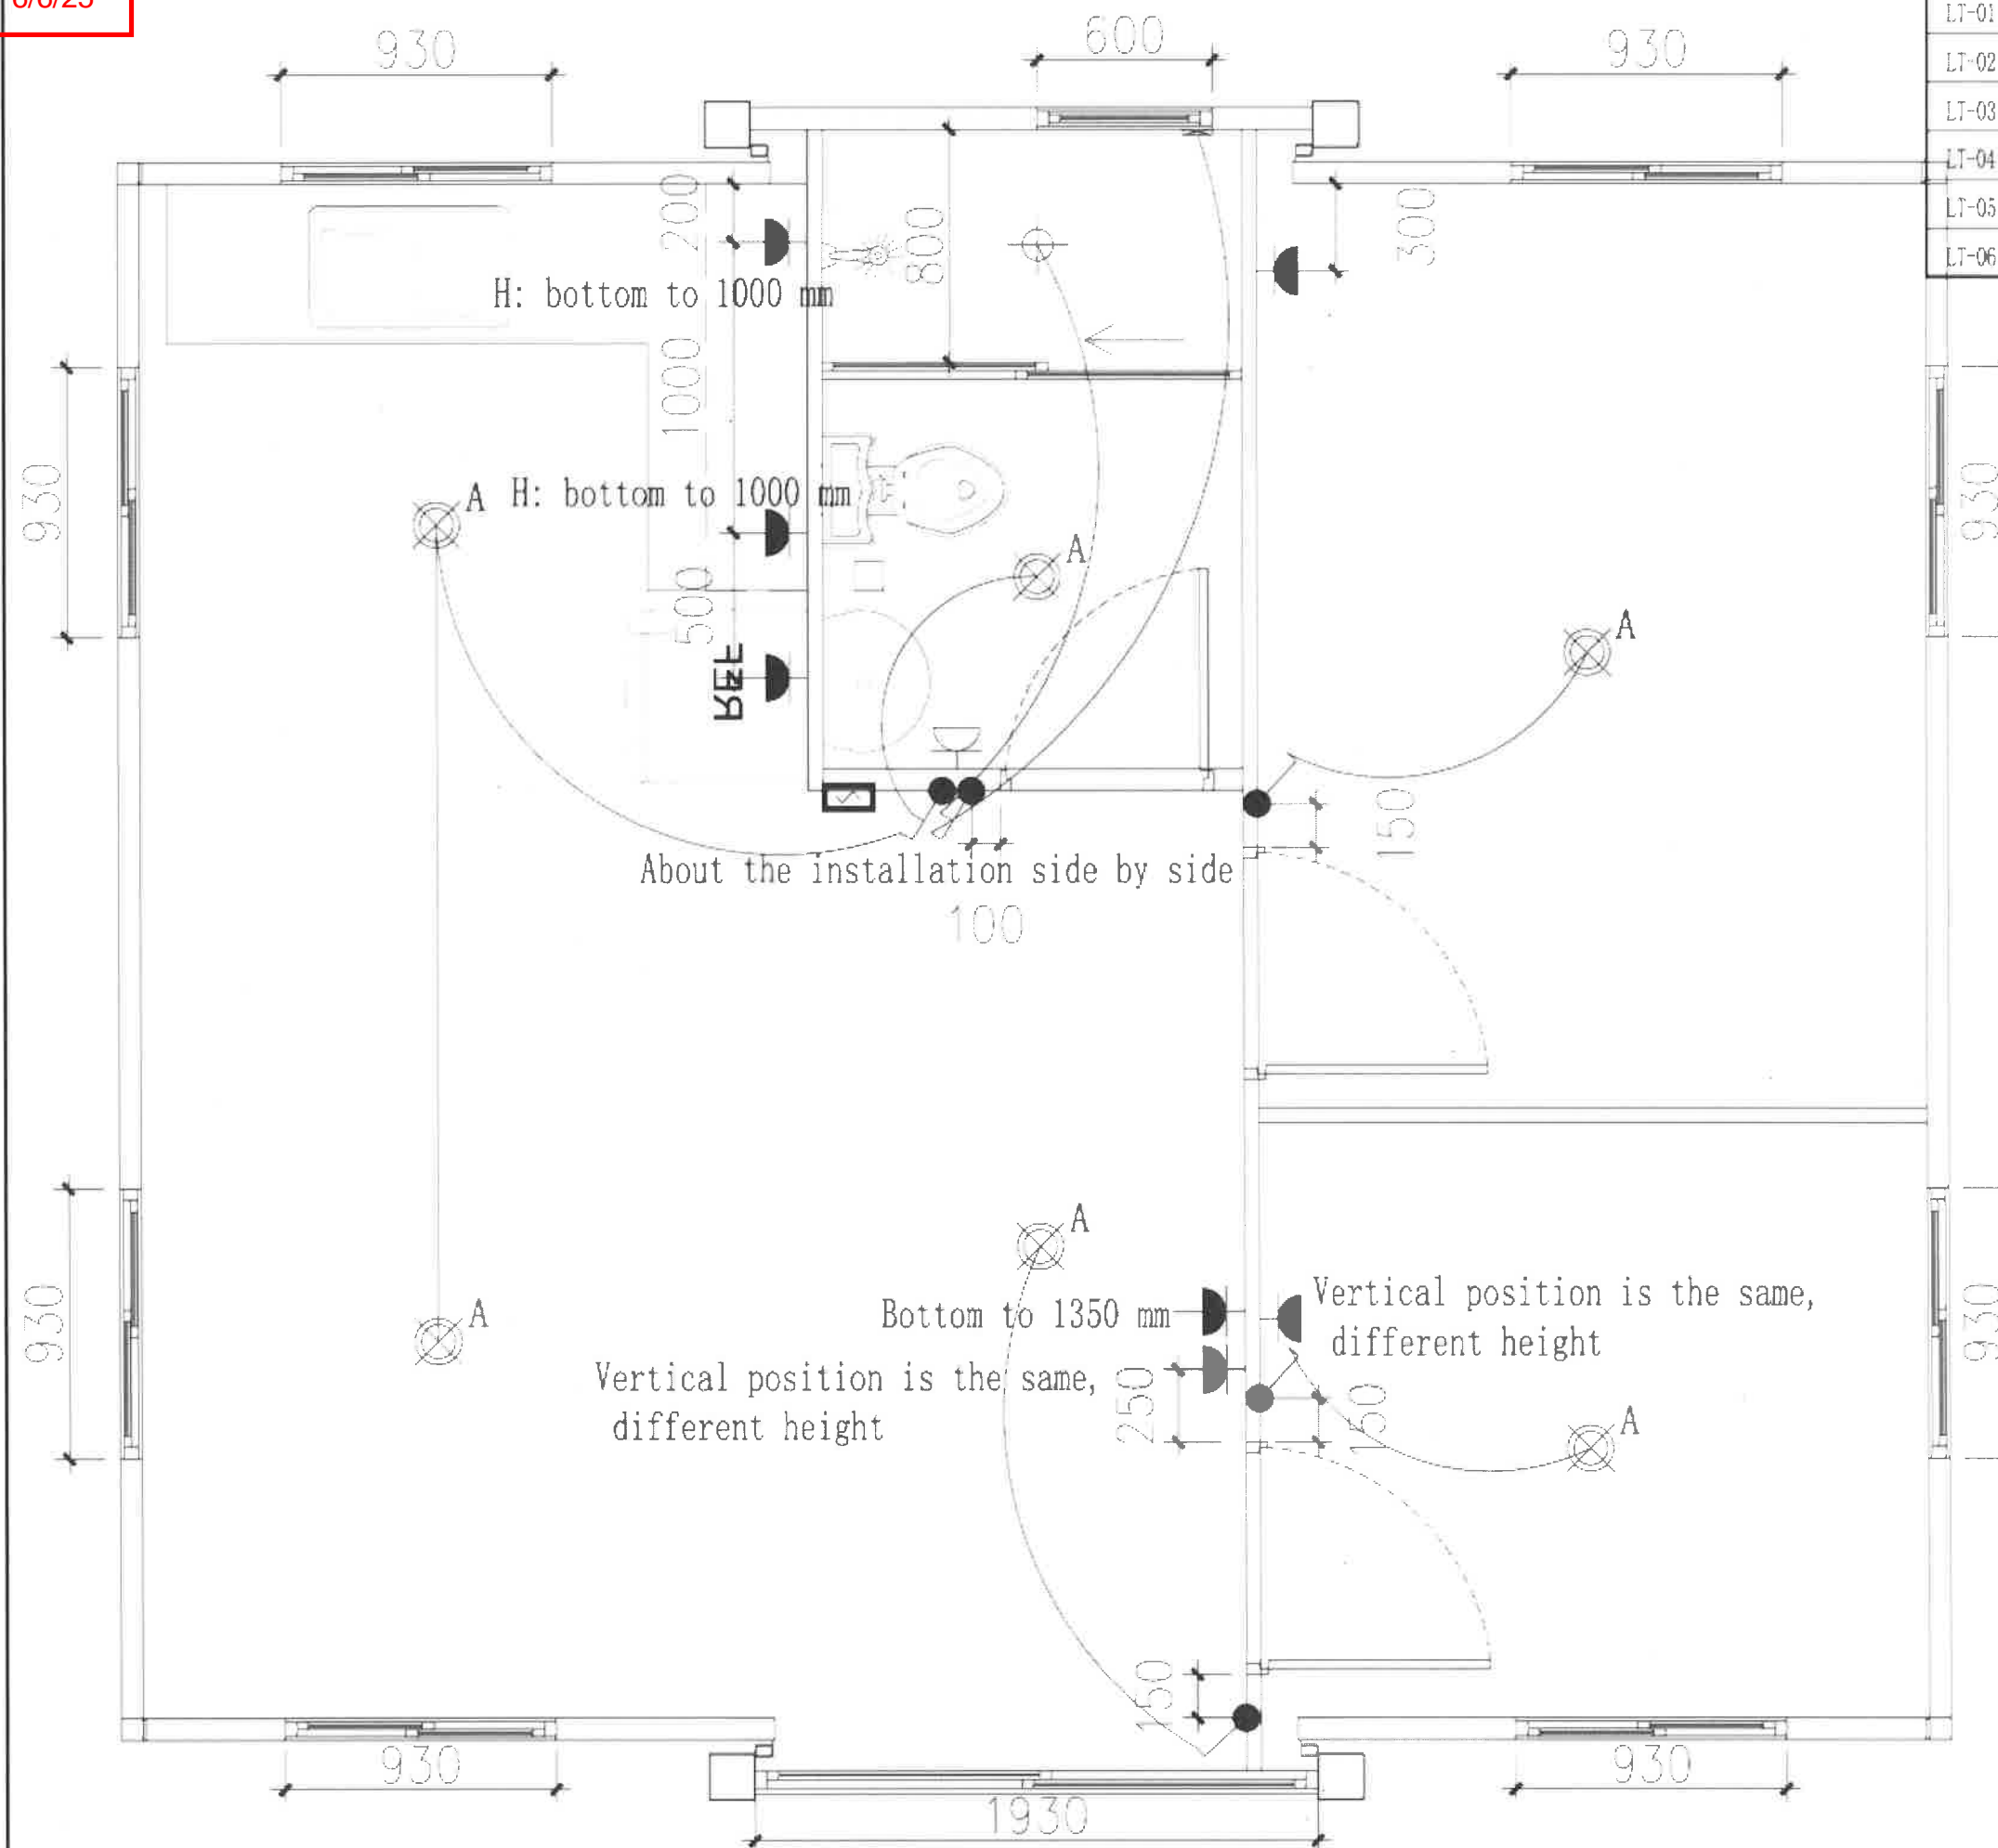 6/6/25
LT-01
930
600
930
LT-02
LT-03
LT-04
LT-05
LT-06
200
800
300
H: bottom to 1000 mm
1000
930
930
A
H: bottom to 1000 mm
A
500
A
REF
150
About the installation side by side
100
A
930
930
A
Bottom to 1350 mm
Vertical position is the same,
different height
Vertical position is the same,
different height
250
150
A
150
930
930
1930